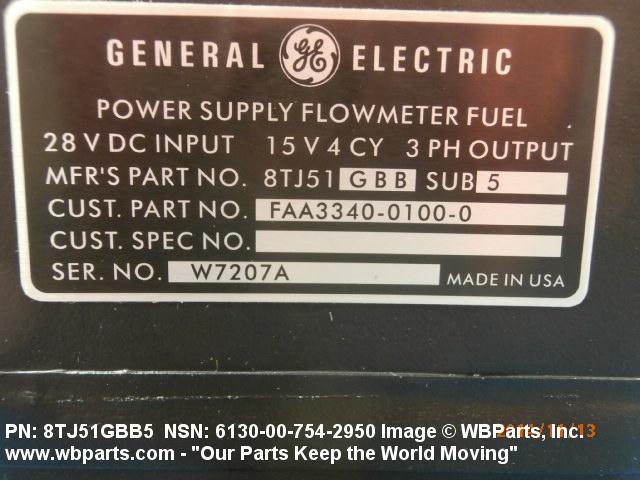 GENERAL GE ELECTRIC
POWER SUPPLY FLOWMETER FUEL
28 V DC INPUT 15 V 4 CY 3 PH OUTPUT
MFR'S PART NO. 8TJ51 GBB SUB 5
CUST. PART NO. FAA3340-0100-0
CUST. SPEC NO.
SER. NO. W7207A MADE IN USA
PN: 8TJ51GBB5 NSN: 6130-00-754-2950 Image © WBParts, Inc.
www.wbparts.com - "Our Parts Keep the World Moving"